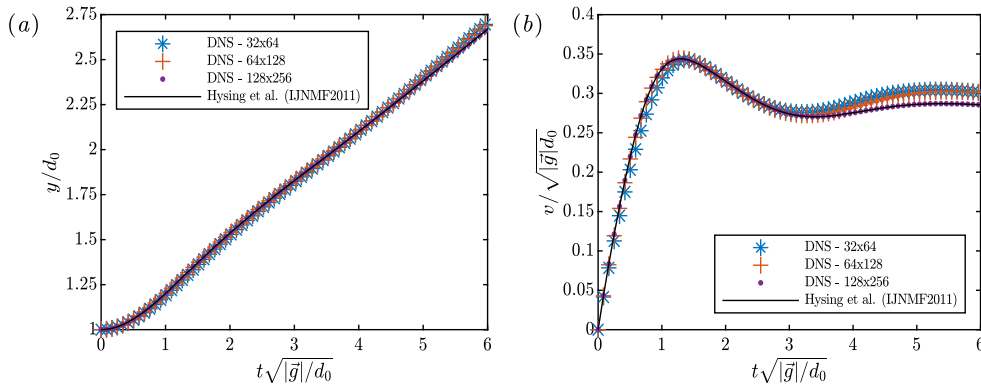 (a)
2.75
2.5
2.25
2
1.75
1.5
1.25
1
y/d₀
DNS - 32x64
DNS - 64x128
DNS - 128x256
Hysing et al. (IJNMF2011)
0 1 2 3 4 5 6
t√|g⃗|/d₀
(b)
0.35
0.3
0.25
0.2
0.15
0.1
0.05
0
v/√|g⃗|d₀
DNS - 32x64
DNS - 64x128
DNS - 128x256
Hysing et al. (IJNMF2011)
0 1 2 3 4 5 6
t√|g⃗|/d₀